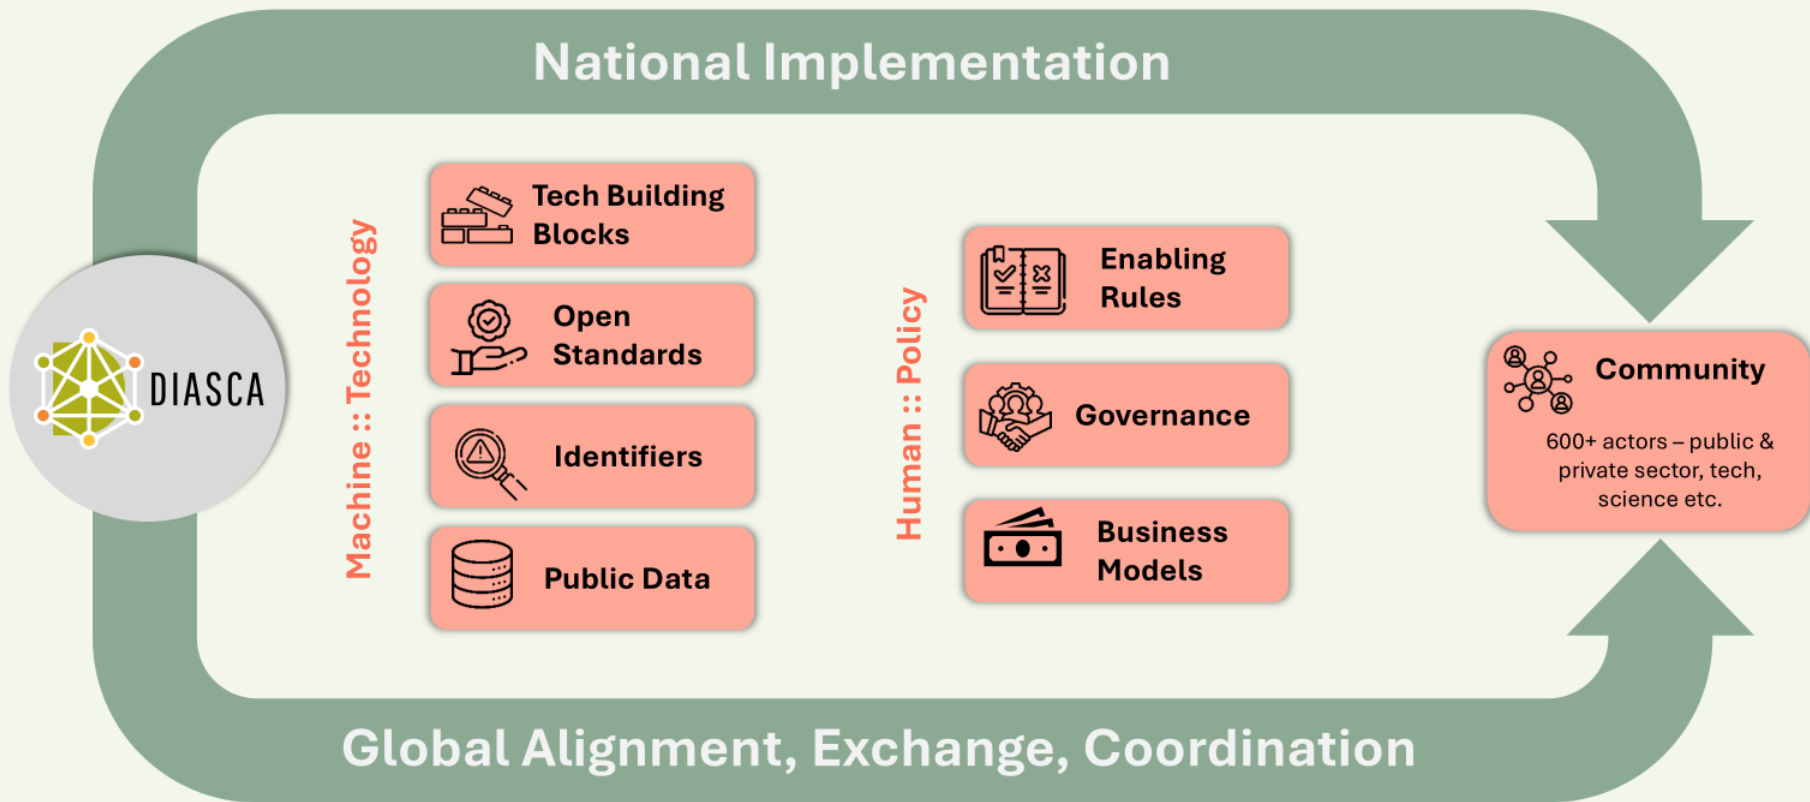 National Implementation
DIASCA
Machine :: Technology
Tech Building
Blocks
Open
Standards
Identifiers
Public Data
Human :: Policy
Enabling
Rules
Governance
Business
Models
Community
600+ actors – public &
private sector, tech,
science etc.
Global Alignment, Exchange, Coordination